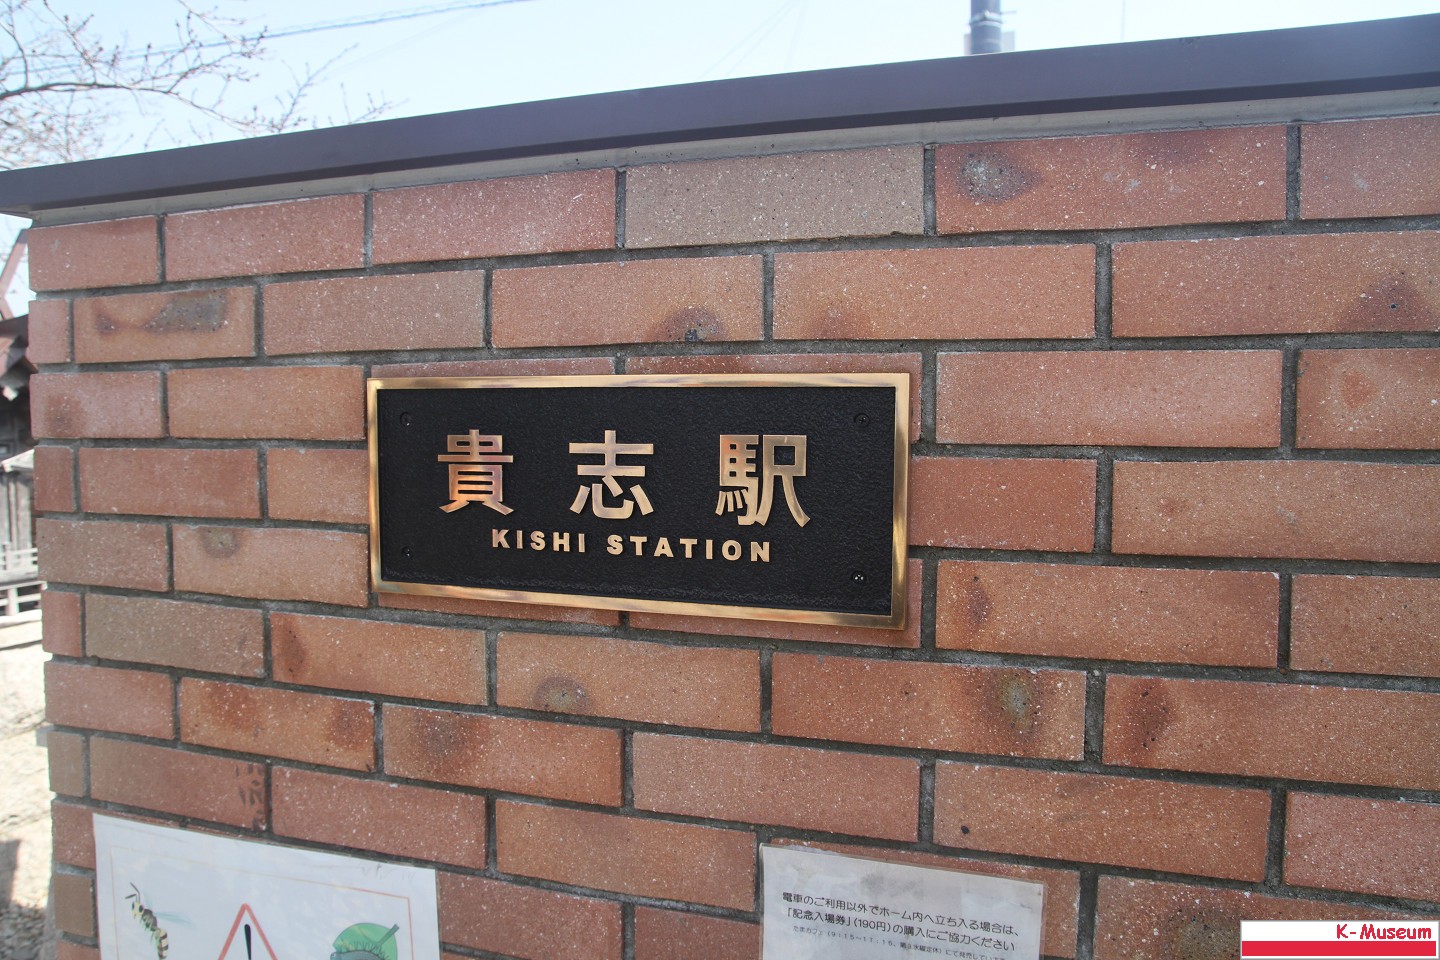 貴志駅
KISHI STATION
電車のご利用以外でホーム内へ立ち入る場合は、
「記念入場券」(190円)の購入にご協力ください
K-Museum